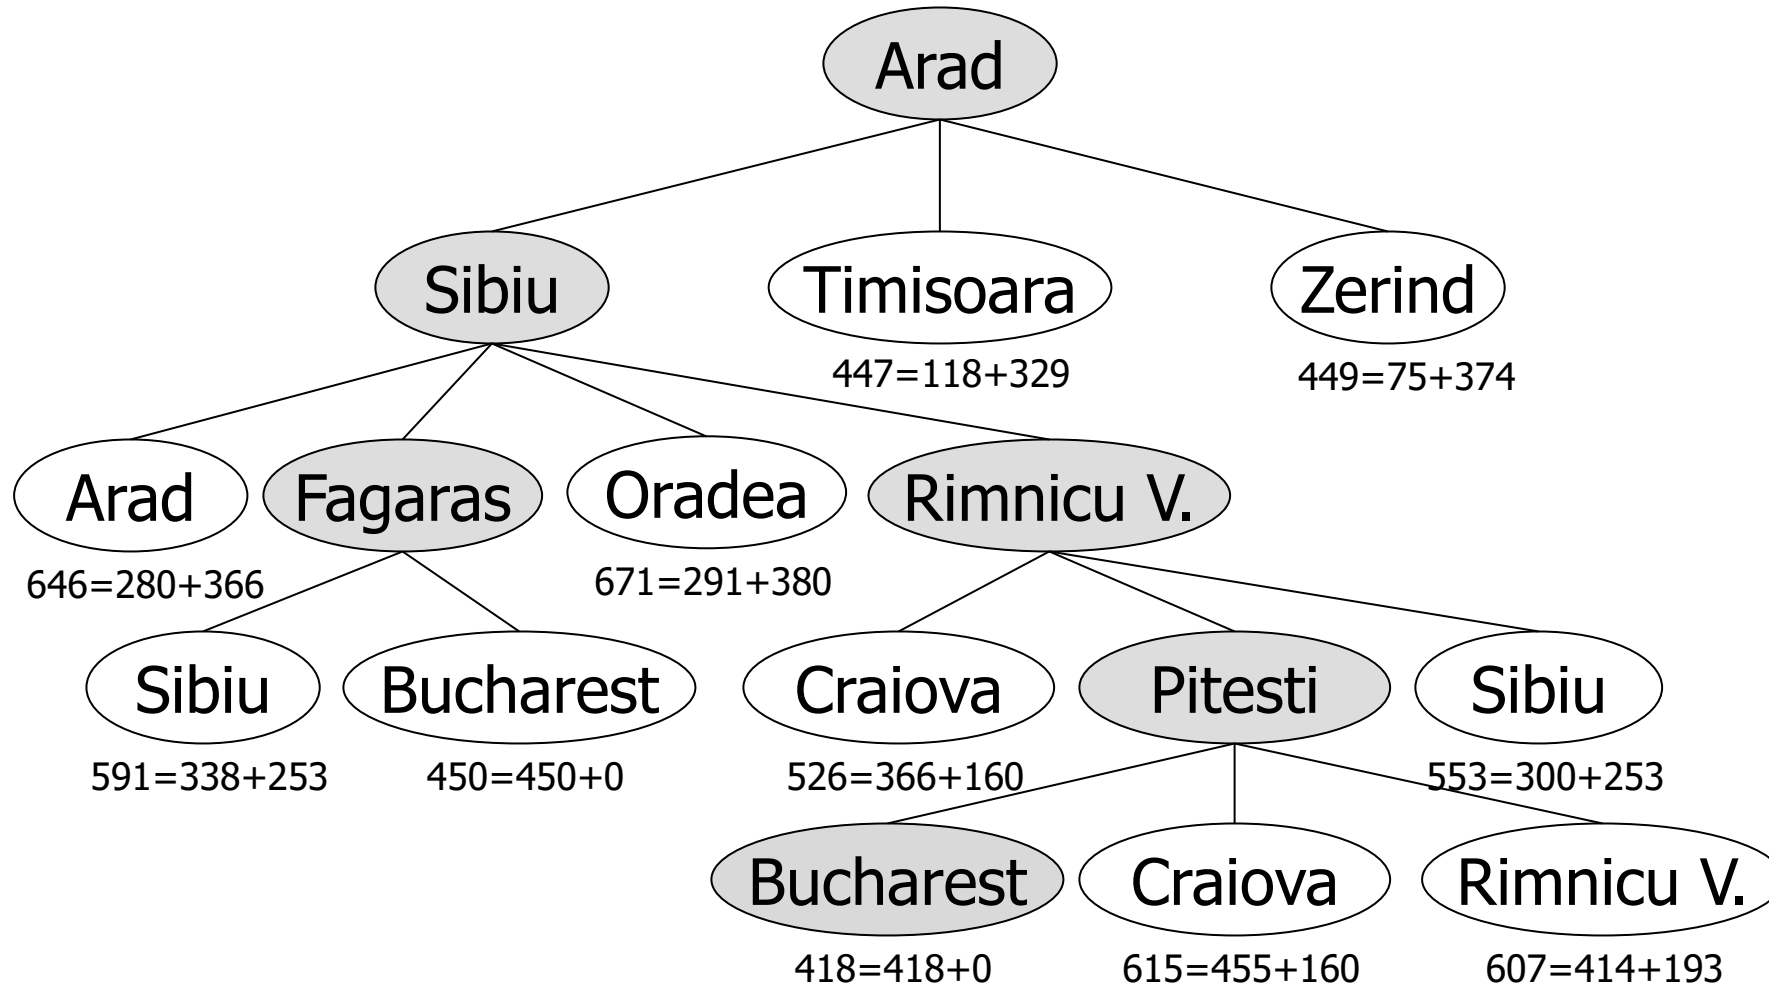 Arad
Sibiu Timisoara Zerind
447=118+329 449=75+374
Arad Fagaras Oradea Rimnicu V.
646=280+366 671=291+380
Sibiu Bucharest Craiova Pitesti Sibiu
591=338+253 450=450+0 526=366+160 553=300+253
Bucharest Craiova Rimnicu V.
418=418+0 615=455+160 607=414+193